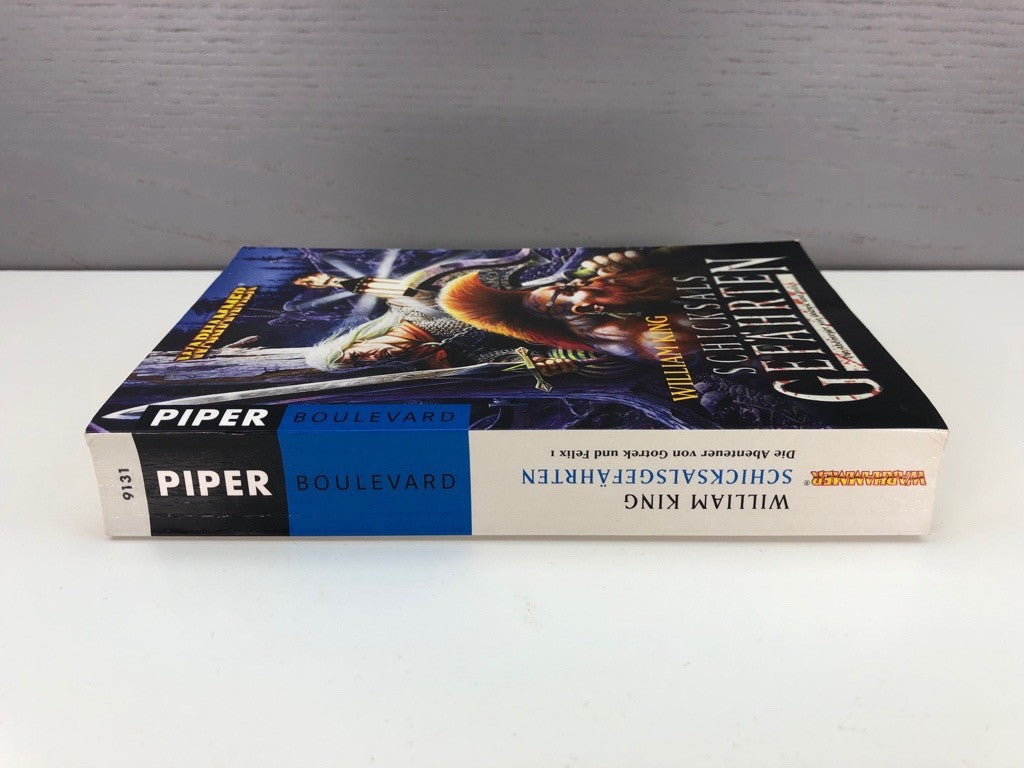 WARHAMMER
WILLIAM KING
SCHICKSALS
GEFÄHRTEN
PIPER BOULEVARD
9131 PIPER BOULEVARD
WILLIAM KING
SCHICKSALSGEFÄHRTEN
Die Abenteuer von Gotrek und Felix 1
WARHAMMER®